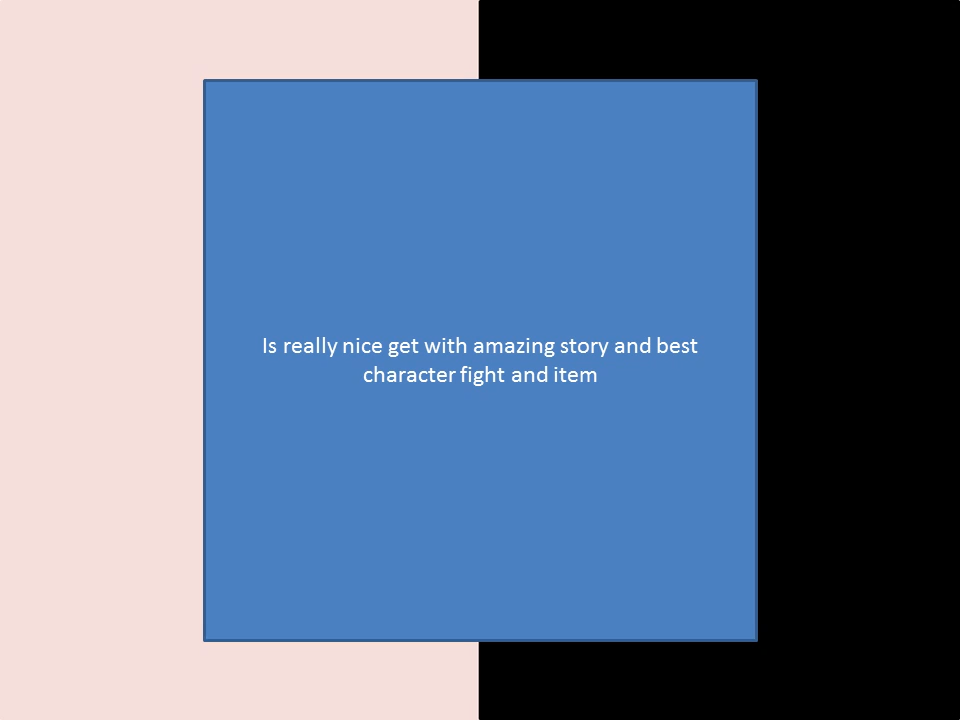 Is really nice get with amazing story and best
character fight and item